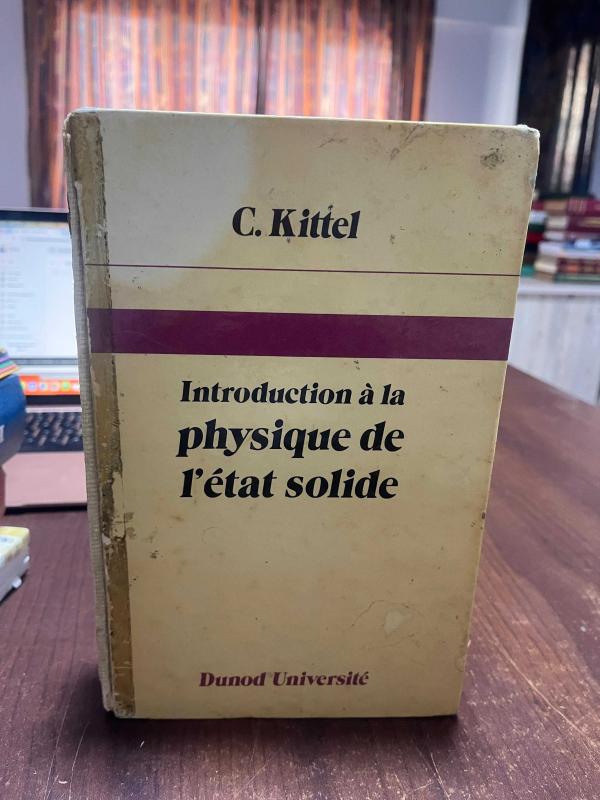 C. Kittel
Introduction à la
physique de
l'état solide
Dunod Université